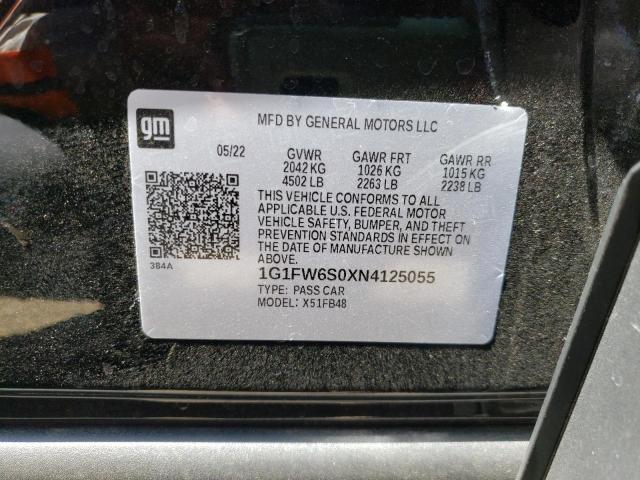 gm
MFD BY GENERAL MOTORS LLC
05/22 GVWR GAWR FRT GAWR RR
2042 KG 1026 KG 1015 KG
4502 LB 2263 LB 2238 LB
THIS VEHICLE CONFORMS TO ALL
APPLICABLE U.S. FEDERAL MOTOR
VEHICLE SAFETY, BUMPER, AND THEFT
PREVENTION STANDARDS IN EFFECT ON
THE DATE OF MANUFACTURE SHOWN
ABOVE.
384A
1G1FW6S0XN4125055
TYPE: PASS CAR
MODEL: X51FB48